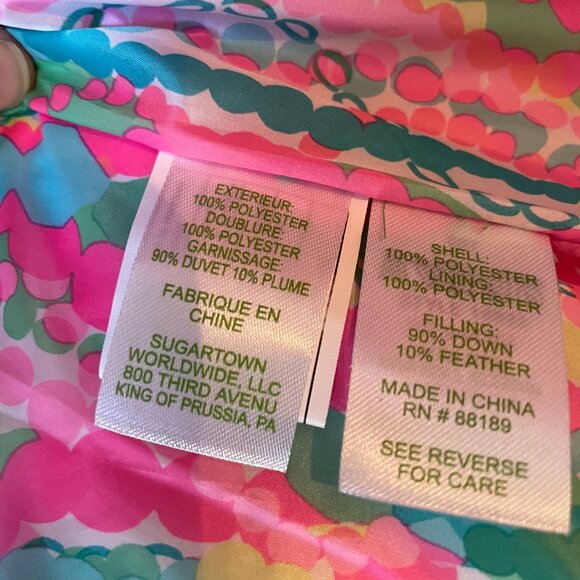 EXTERIEUR:
100% POLYESTER
DOUBLURE:
100% POLYESTER
GARNISSAGE:
90% DUVET 10% PLUME
FABRIQUE EN
CHINE
SUGARTOWN
WORLDWIDE, LLC
800 THIRD AVENU
KING OF PRUSSIA, PA
SHELL:
100% POLYESTER
LINING:
100% POLYESTER
FILLING:
90% DOWN
10% FEATHER
MADE IN CHINA
RN # 88189
SEE REVERSE
FOR CARE